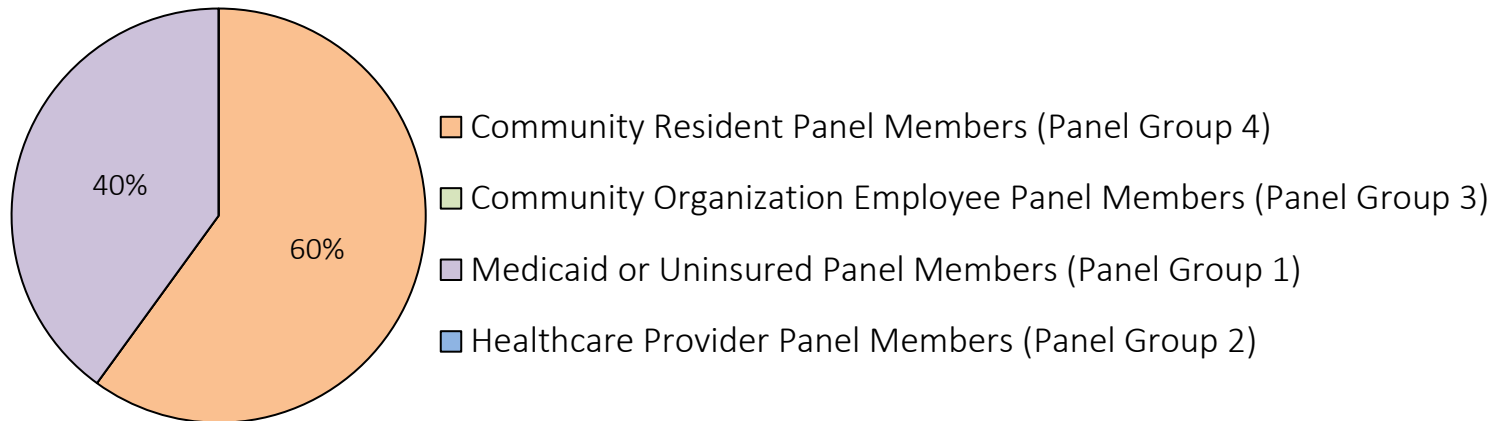 Community Resident Panel Members (Panel Group 4)
40%
Community Organization Employee Panel Members (Panel Group 3)
60%
Medicaid or Uninsured Panel Members (Panel Group 1)
Healthcare Provider Panel Members (Panel Group 2)